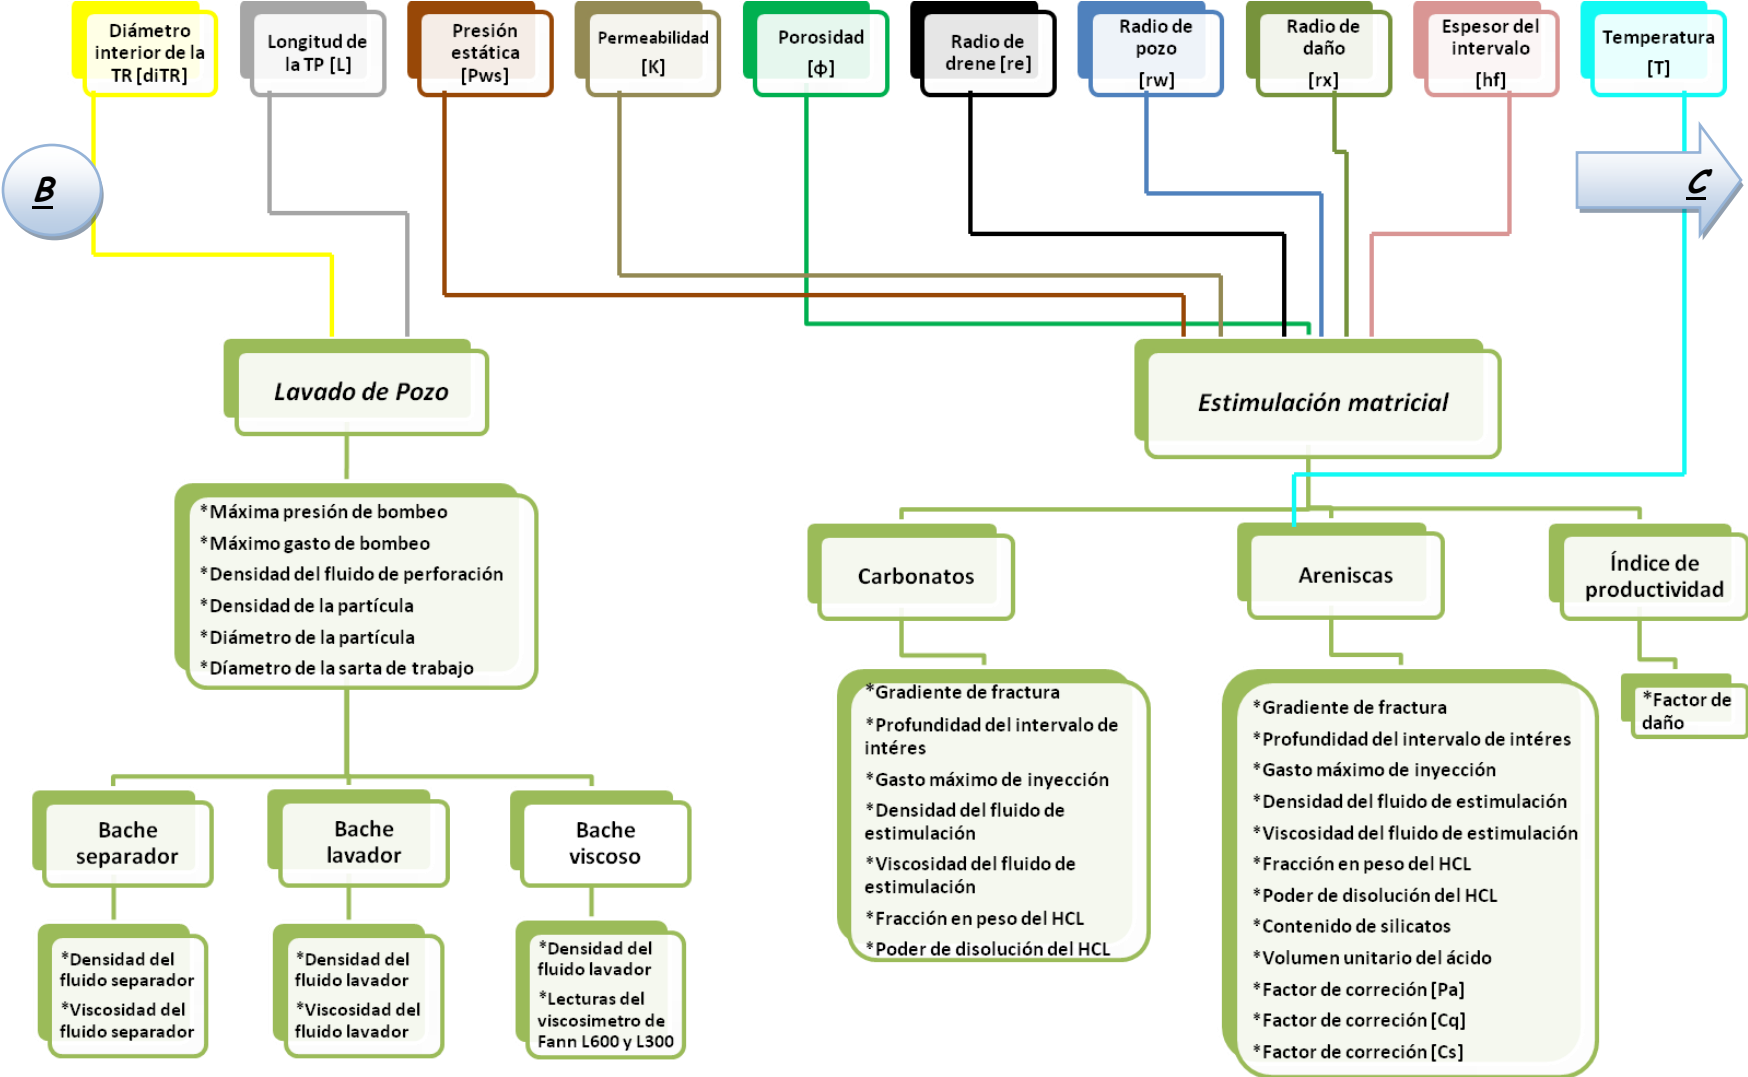 Diámetro
interior de la
TR [diTR]
Longitud de
la TP [L]
Presión
estática
[Pws]
Permeabilidad
[K]
Porosidad
[ϕ]
Radio de
drene [re]
Radio de
pozo
[rw]
Radio de
daño
[rx]
Espesor del
intervalo
[hf]
Temperatura
[T]
B
C
Lavado de Pozo
Estimulación matricial
*Máxima presión de bombeo
*Máximo gasto de bombeo
*Densidad del fluido de perforación
*Densidad de la partícula
*Diámetro de la partícula
*Díametro de la sarta de trabajo
Carbonatos
Areniscas
Índice de
productividad
*Gradiente de fractura
*Profundidad del intervalo de
intéres
*Gasto máximo de inyección
*Densidad del fluido de
estimulación
*Viscosidad del fluido de
estimulación
*Fracción en peso del HCL
*Poder de disolución del HCL
*Gradiente de fractura
*Profundidad del intervalo de intéres
*Gasto máximo de inyección
*Densidad del fluido de estimulación
*Viscosidad del fluido de estimulación
*Fracción en peso del HCL
*Poder de disolución del HCL
*Contenido de silicatos
*Volumen unitario del ácido
*Factor de correción [Pa]
*Factor de correción [Cq]
*Factor de correción [Cs]
*Factor de
daño
Bache
separador
Bache
lavador
Bache
viscoso
*Densidad del
fluido separador
*Viscosidad del
fluido separador
*Densidad del
fluido lavador
*Viscosidad del
fluido lavador
*Densidad del
fluido lavador
*Lecturas del
viscosimetro de
Fann L600 y L300